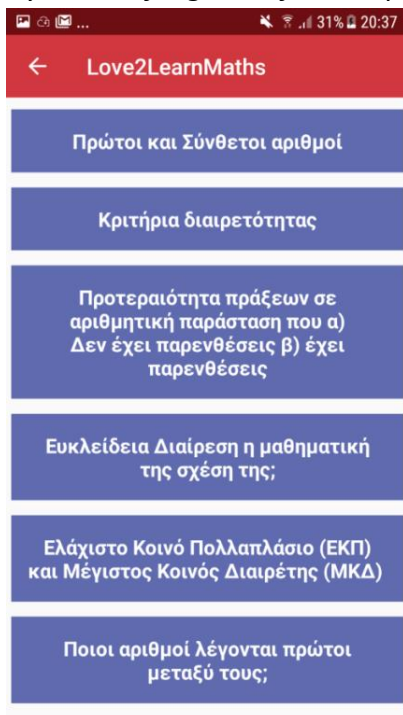 ... 31% 20:37
← Love2LearnMaths
Πρώτοι και Σύνθετοι αριθμοί
Κριτήρια διαιρετότητας
Προτεραιότητα πράξεων σε
αριθμητική παράσταση που α)
Δεν έχει παρενθέσεις β) έχει
παρενθέσεις
Ευκλείδεια Διαίρεση η μαθηματική
της σχέση της;
Ελάχιστο Κοινό Πολλαπλάσιο (ΕΚΠ)
και Μέγιστος Κοινός Διαιρέτης (ΜΚΔ)
Ποιοι αριθμοί λέγονται πρώτοι
μεταξύ τους;